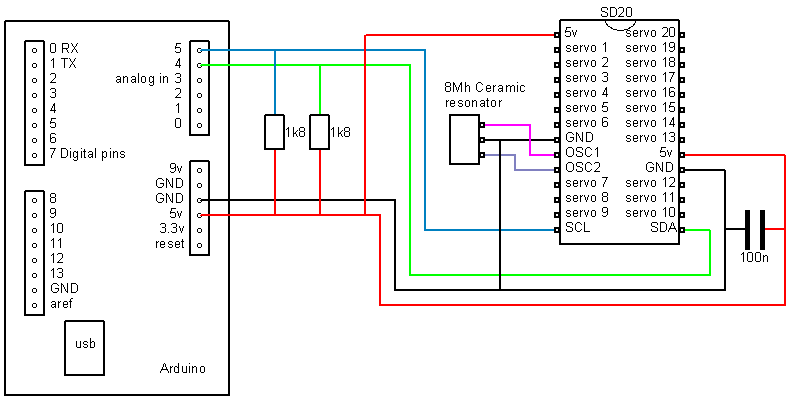 SD20
0 RX
1 TX
2
3
4
5
6
7 Digital pins
5
4
analog in 3
2
1
0
8
9
10
11
12
13
GND
aref
9v
GND
GND
5v
3.3v
reset
usb
Arduino
1k8
1k8
8Mh Ceramic
resonator
5v
servo 1
servo 2
servo 3
servo 4
servo 5
servo 6
GND
OSC1
OSC2
servo 7
servo 8
servo 9
SCL
servo 20
servo 19
servo 18
servo 17
servo 16
servo 15
servo 14
servo 13
5v
GND
servo 12
servo 11
servo 10
SDA
100n